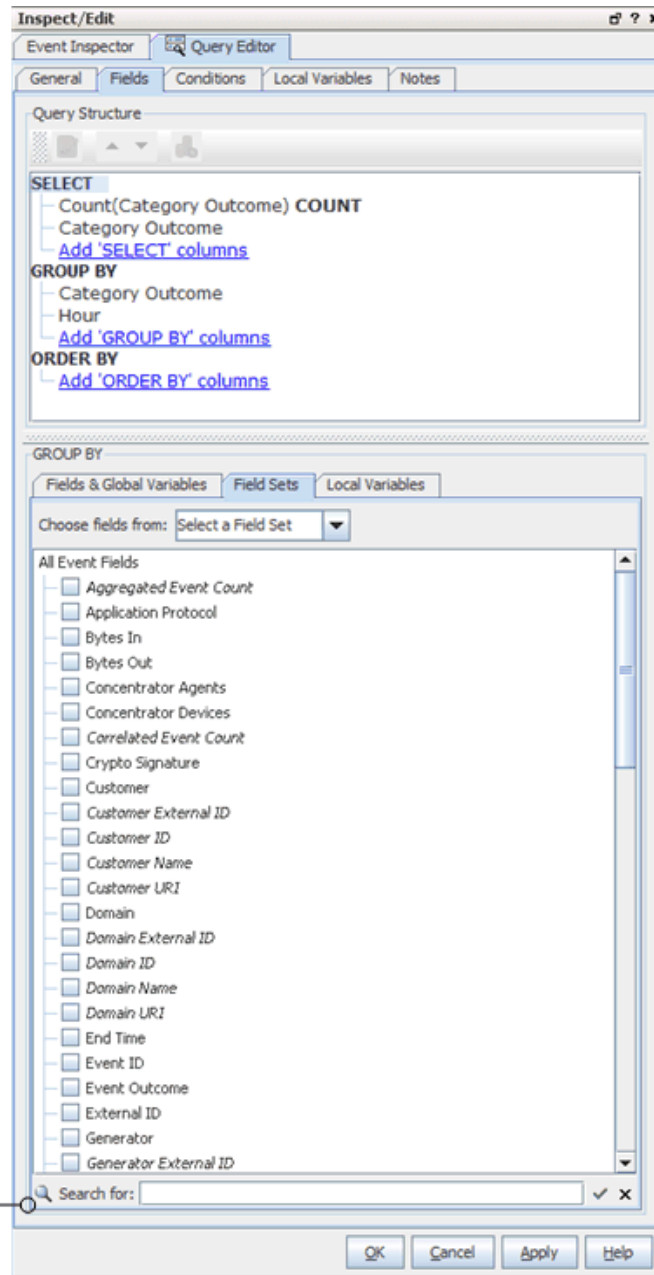 Inspect/Edit
Event Inspector Query Editor
General Fields Conditions Local Variables Notes
Query Structure
SELECT
Count(Category Outcome) COUNT
Category Outcome
Add 'SELECT' columns
GROUP BY
Category Outcome
Hour
Add 'GROUP BY' columns
ORDER BY
Add 'ORDER BY' columns
GROUP BY
Fields & Global Variables Field Sets Local Variables
Choose fields from: Select a Field Set
All Event Fields
Aggregated Event Count
Application Protocol
Bytes In
Bytes Out
Concentrator Agents
Concentrator Devices
Correlated Event Count
Crypto Signature
Customer
Customer External ID
Customer ID
Customer Name
Customer URI
Domain
Domain External ID
Domain ID
Domain Name
Domain URI
End Time
Event ID
Event Outcome
External ID
Generator
Generator External ID
Search for:
OK Cancel Apply Help